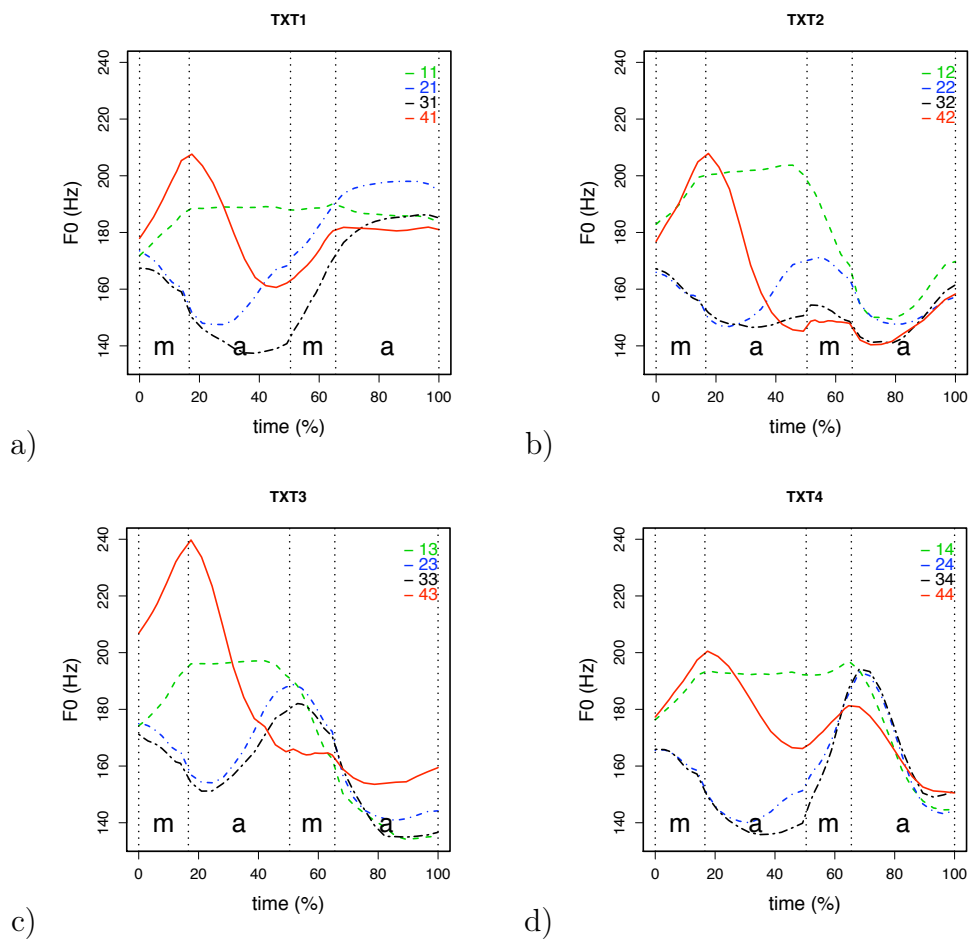 TXT1
F0 (Hz)
140 160 180 200 220 240
– 11
– 21
– 31
– 41
m a m a
0 20 40 60 80 100
time (%)
a)
TXT2
F0 (Hz)
140 160 180 200 220 240
– 12
– 22
– 32
– 42
m a m a
0 20 40 60 80 100
time (%)
b)
TXT3
F0 (Hz)
140 160 180 200 220 240
– 13
– 23
– 33
– 43
m a m a
0 20 40 60 80 100
time (%)
c)
TXT4
F0 (Hz)
140 160 180 200 220 240
– 14
– 24
– 34
– 44
m a m a
0 20 40 60 80 100
time (%)
d)